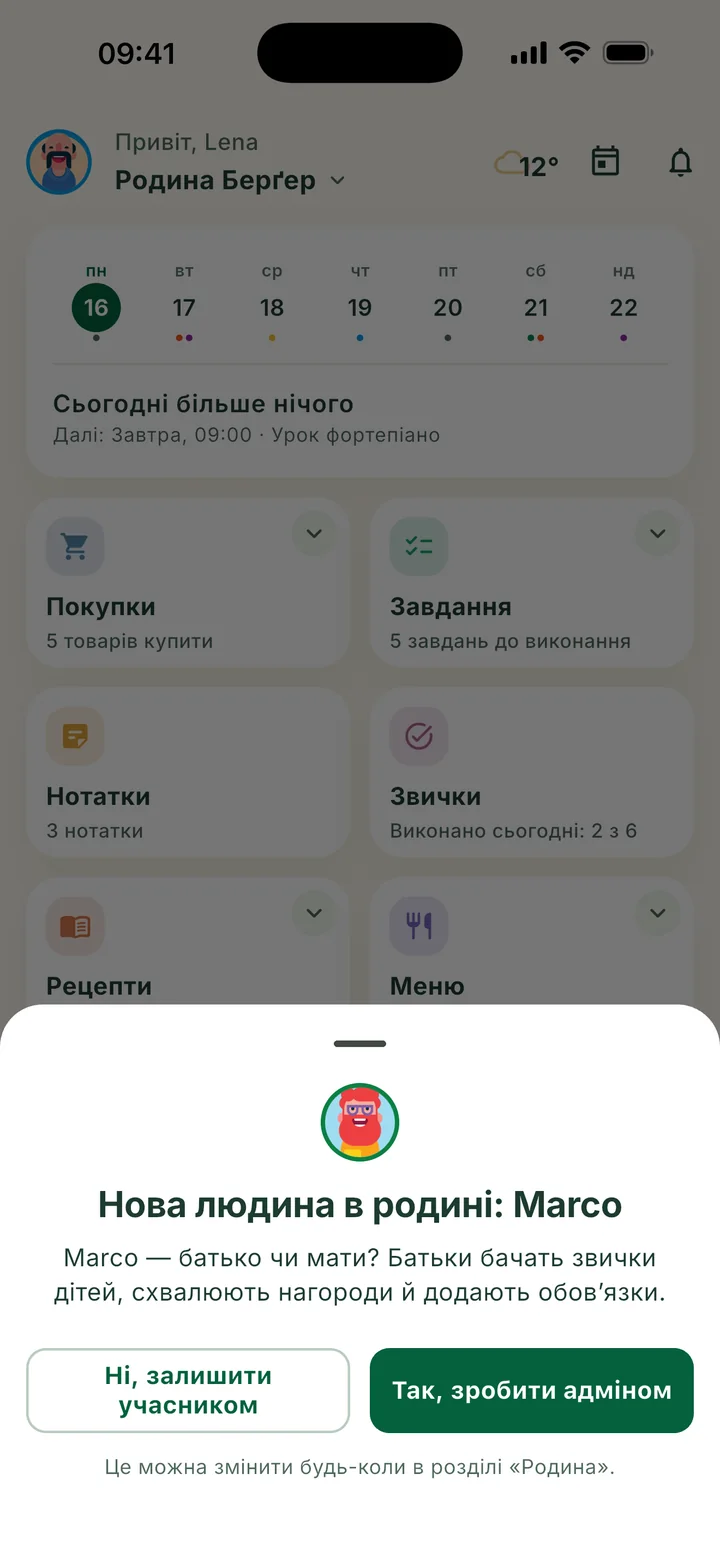 09:41
Привіт, Lena
Родина Берґер
12°
пн вт ср чт пт сб нд
16 17 18 19 20 21 22
Сьогодні більше нічого
Далі: Завтра, 09:00 · Урок фортепіано
Покупки
5 товарів купити
Завдання
5 завдань до виконання
Нотатки
3 нотатки
Звички
Виконано сьогодні: 2 з 6
Рецепти
Меню
Нова людина в родині: Marco
Marco — батько чи мати? Батьки бачать звички
дітей, схвалюють нагороди й додають обов’язки.
Ні, залишити
учасником
Так, зробити адміном
Це можна змінити будь-коли в розділі «Родина».